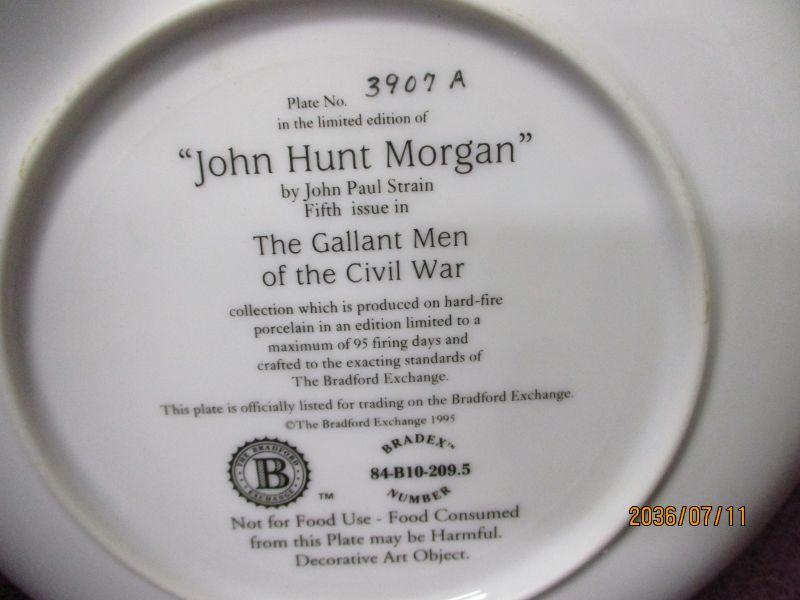 Plate No. 3907 A
in the limited edition of
“John Hunt Morgan”
by John Paul Strain
Fifth issue in
The Gallant Men
of the Civil War
collection which is produced on hard-fire
porcelain in an edition limited to a
maximum of 95 firing days and
crafted to the exacting standards of
The Bradford Exchange.
This plate is officially listed for trading on the Bradford Exchange.
©The Bradford Exchange 1995
THE BRADFORD
B
EXCHANGE
TM
BRADEX™
84-B10-209.5
NUMBER
Not for Food Use - Food Consumed
from this Plate may be Harmful.
Decorative Art Object.
2036/07/11